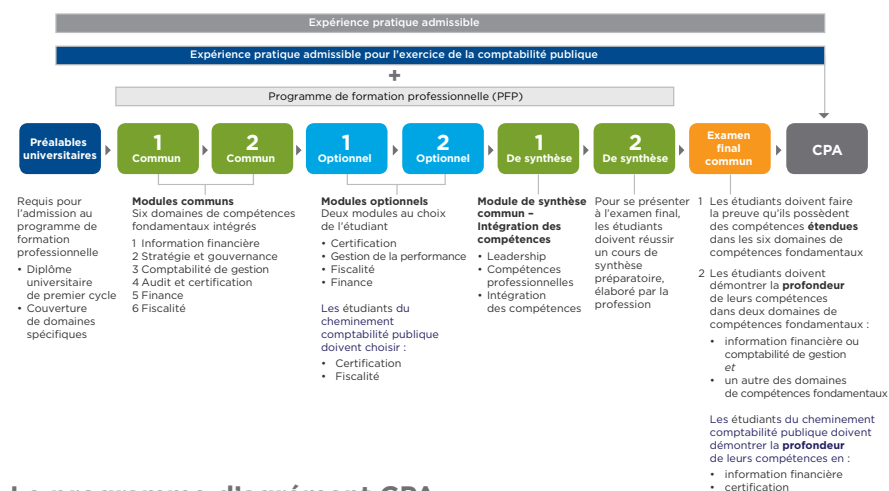 Expérience pratique admissible
Expérience pratique admissible pour l'exercice de la comptabilité publique
+
Programme de formation professionnelle (PFP)
Préalables
universitaires
1
Commun
2
Commun
1
Optionnel
2
Optionnel
1
De synthèse
2
De synthèse
Examen
final
commun
CPA
Requis pour
l'admission au
programme de
formation
professionnelle
• Diplôme
universitaire
de premier cycle
• Couverture
de domaines
spécifiques
Modules communs
Six domaines de compétences
fondamentaux intégrés
1 Information financière
2 Stratégie et gouvernance
3 Comptabilité de gestion
4 Audit et certification
5 Finance
6 Fiscalité
Modules optionnels
Deux modules au choix
de l'étudiant
• Certification
• Gestion de la performance
• Fiscalité
• Finance
Les étudiants du
cheminement
comptabilité publique
doivent choisir :
• Certification
• Fiscalité
Module de synthèse
commun –
Intégration des
compétences
• Leadership
• Compétences
professionnelles
• Intégration
des compétences
Pour se présenter
à l'examen final,
les étudiants
doivent réussir
un cours de
synthèse
préparatoire,
élaboré par la
profession
1 Les étudiants doivent faire
la preuve qu'ils possèdent
des compétences étendues
dans les six domaines de
compétences fondamentaux
2 Les étudiants doivent
démontrer la profondeur
de leurs compétences
dans deux domaines de
compétences fondamentaux :
• information financière ou
comptabilité de gestion
et
• un autre des domaines
de compétences fondamentaux
Les étudiants du cheminement
comptabilité publique doivent
démontrer la profondeur
de leurs compétences en :
• information financière
• certification
Le programme d'agrément CPA